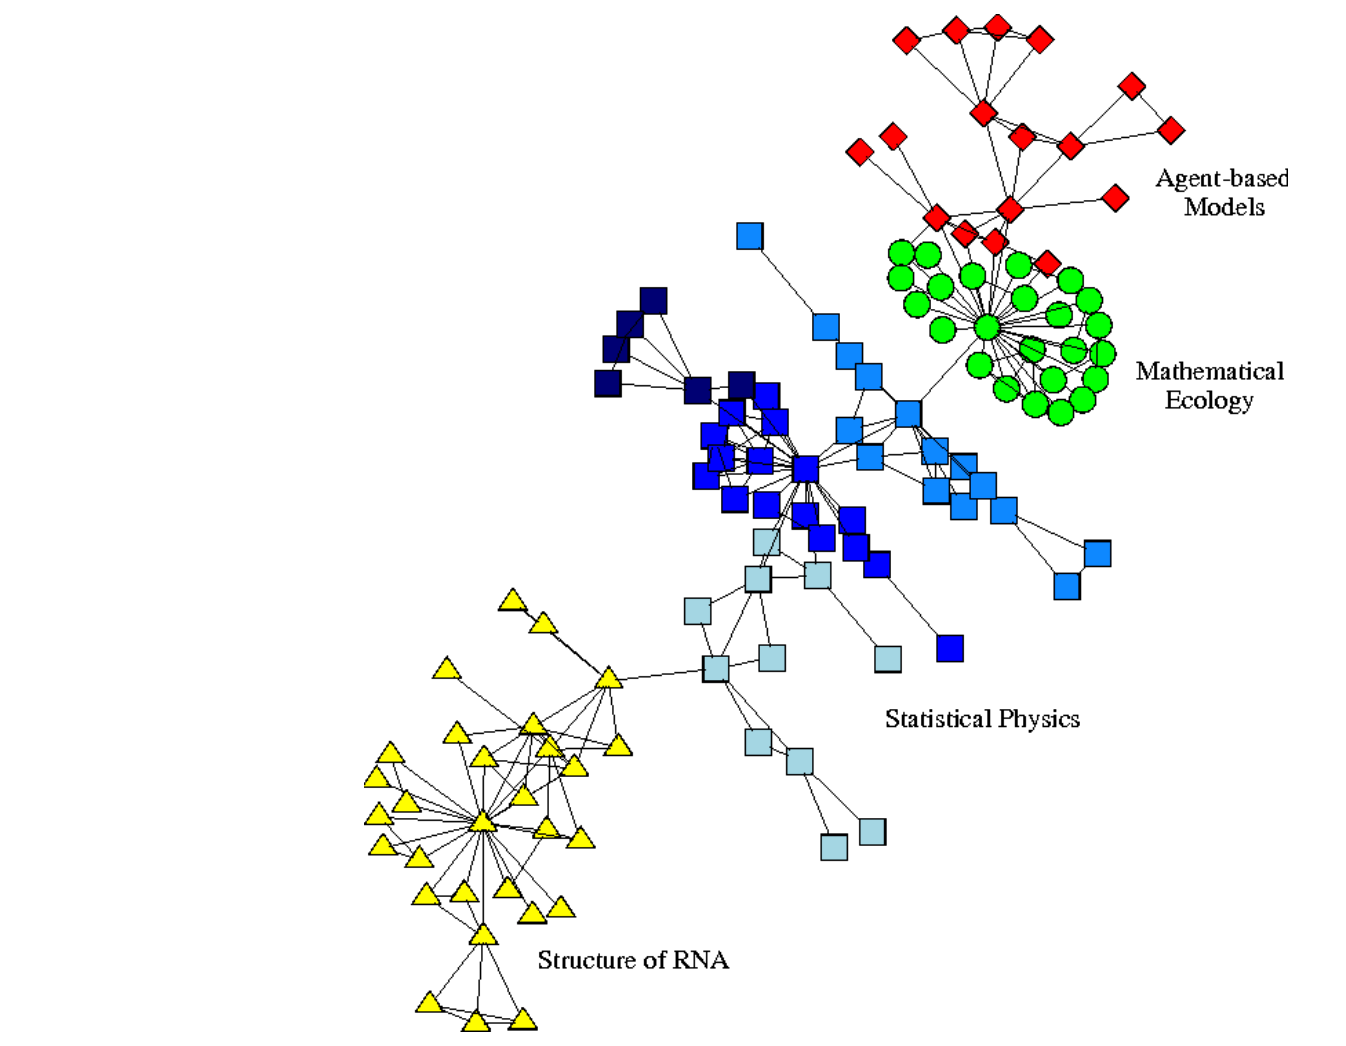 Agent-based
Models
Mathematical
Ecology
Statistical Physics
Structure of RNA